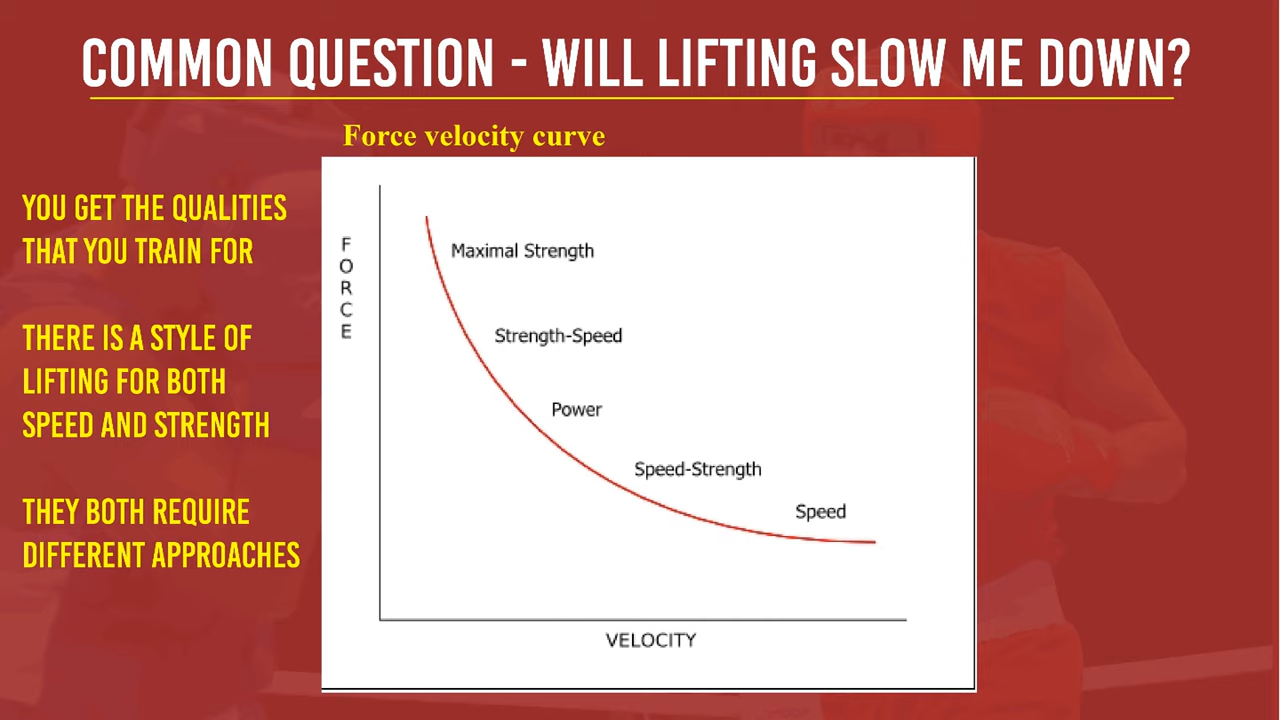 COMMON QUESTION - WILL LIFTING SLOW ME DOWN?
Force velocity curve
YOU GET THE QUALITIES
THAT YOU TRAIN FOR
THERE IS A STYLE OF
LIFTING FOR BOTH
SPEED AND STRENGTH
THEY BOTH REQUIRE
DIFFERENT APPROACHES
FORCE
Maximal Strength
Strength-Speed
Power
Speed-Strength
Speed
VELOCITY